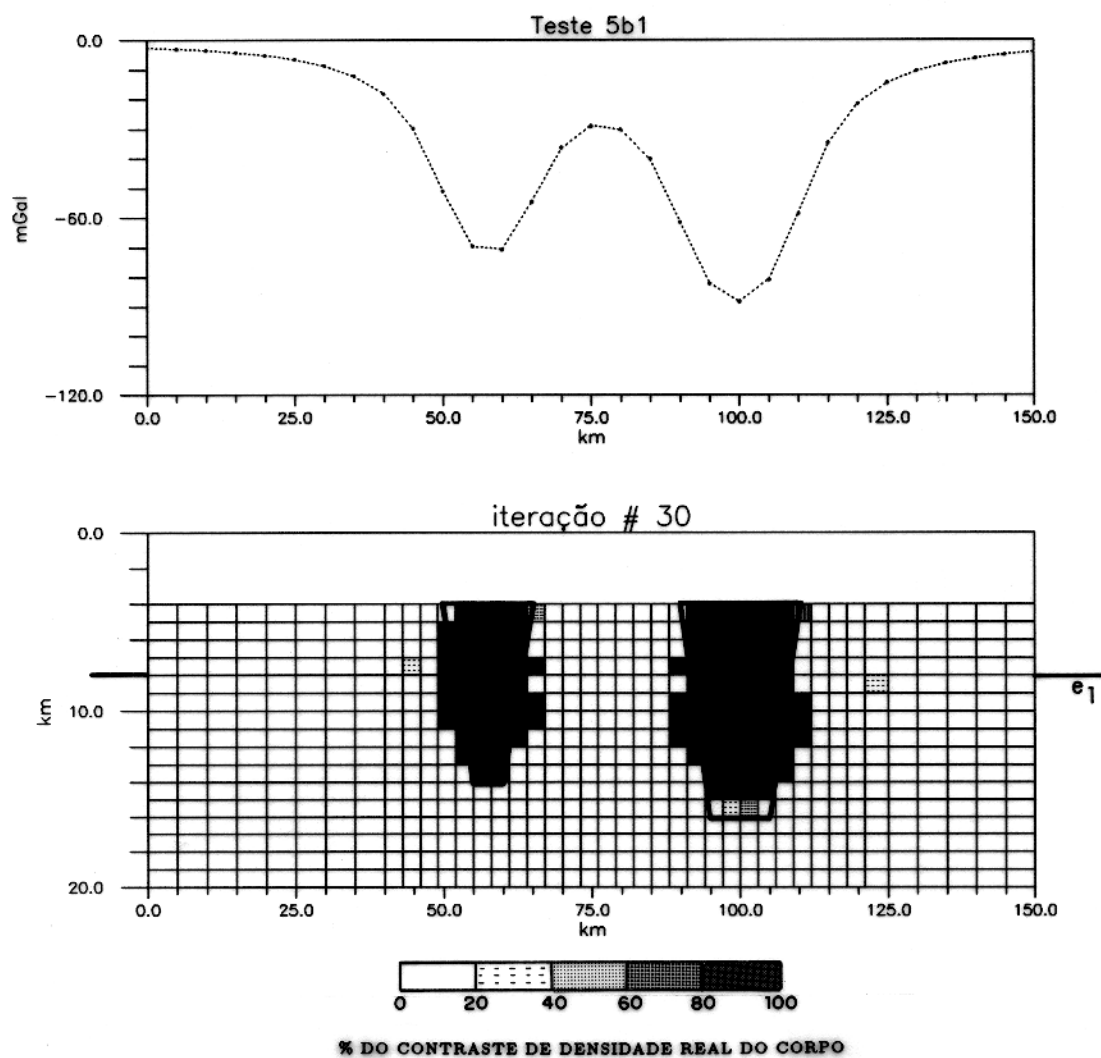 Teste 5b1
0.0
mGal
-60.0
-120.0
0.0 25.0 50.0 75.0 100.0 125.0 150.0
km
iteração # 30
0.0
km
10.0
e1
20.0
0.0 25.0 50.0 75.0 100.0 125.0 150.0
km
0 20 40 60 80 100
% DO CONTRASTE DE DENSIDADE REAL DO CORPO